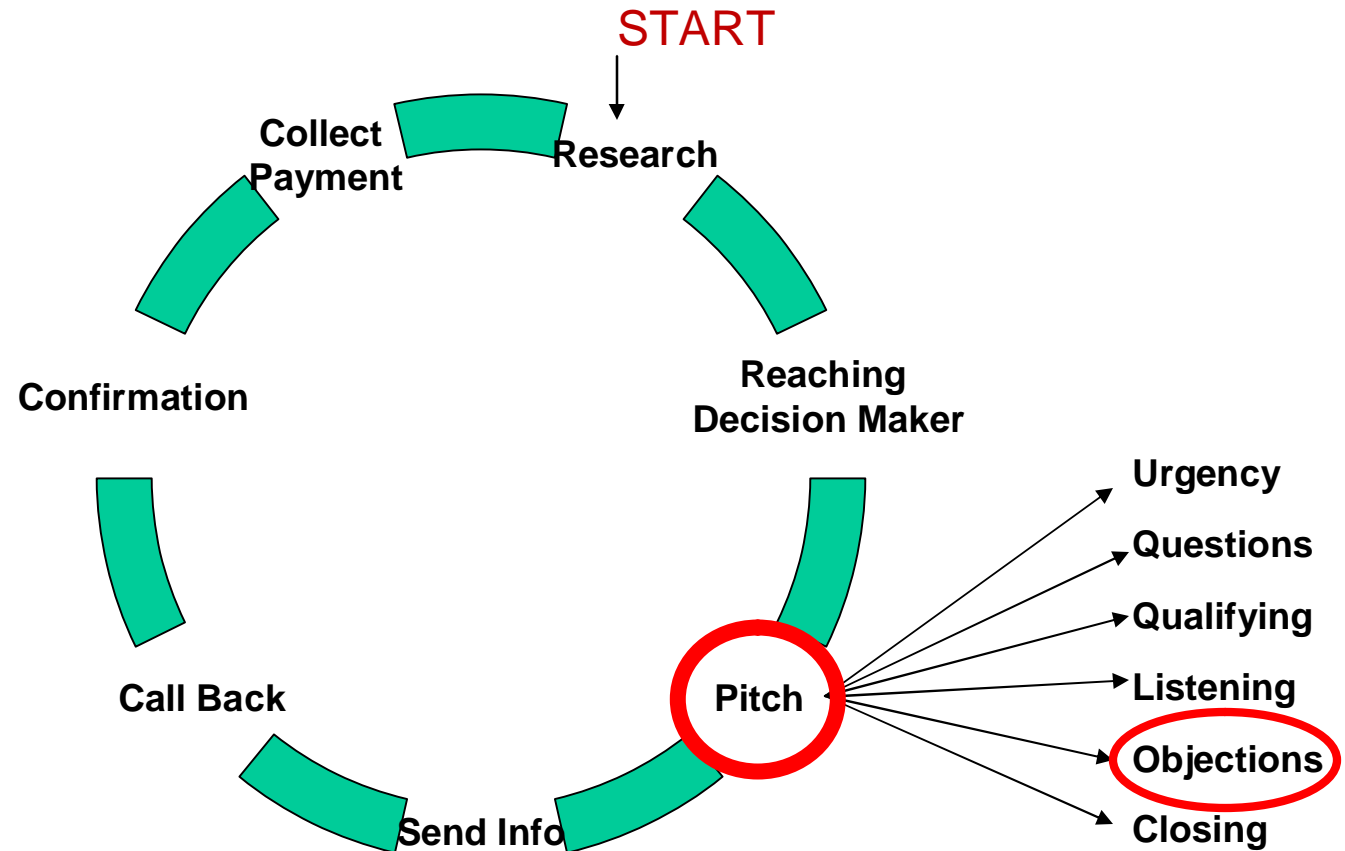 START
Research
Reaching
Decision Maker
Pitch
Urgency
Questions
Qualifying
Listening
Objections
Closing
Send Info
Call Back
Confirmation
Collect
Payment